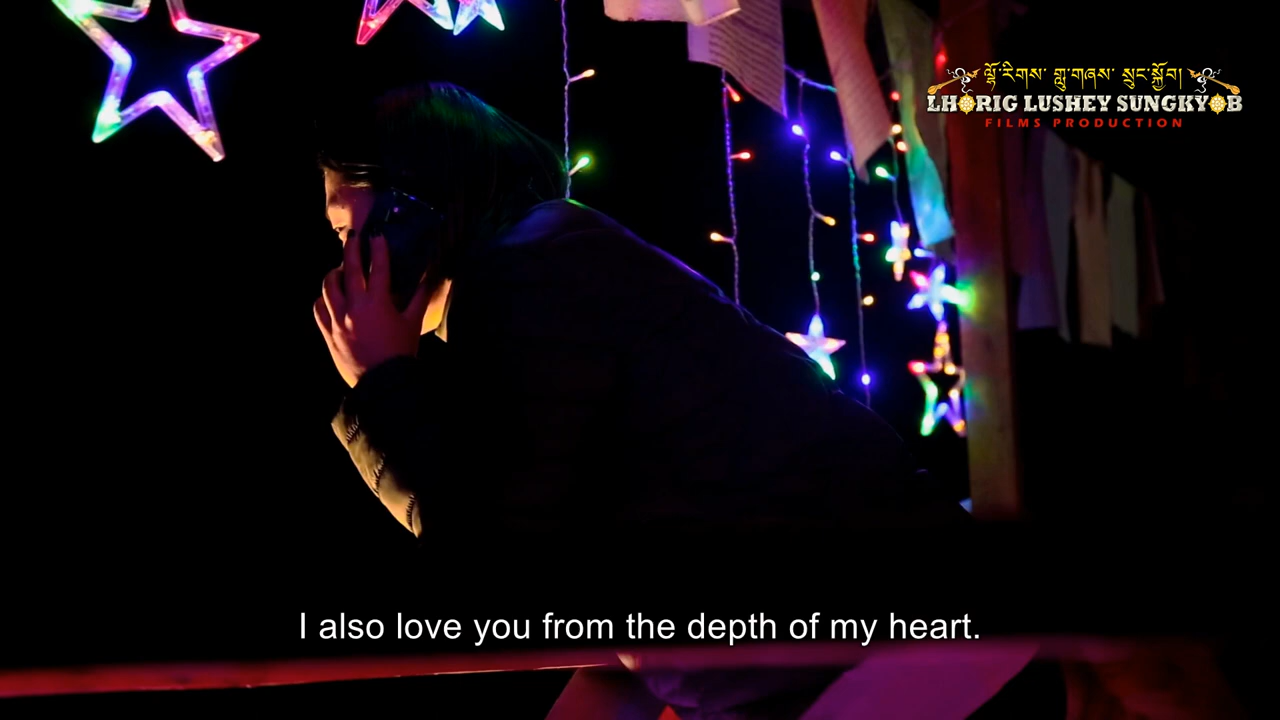 ལྷོ་རིགས་ གླུ་གཞས་ སྲུང་སྐྱོབ།
LHORIG LUSHEY SUNGKYOB
FILMS PRODUCTION
I also love you from the depth of my heart.